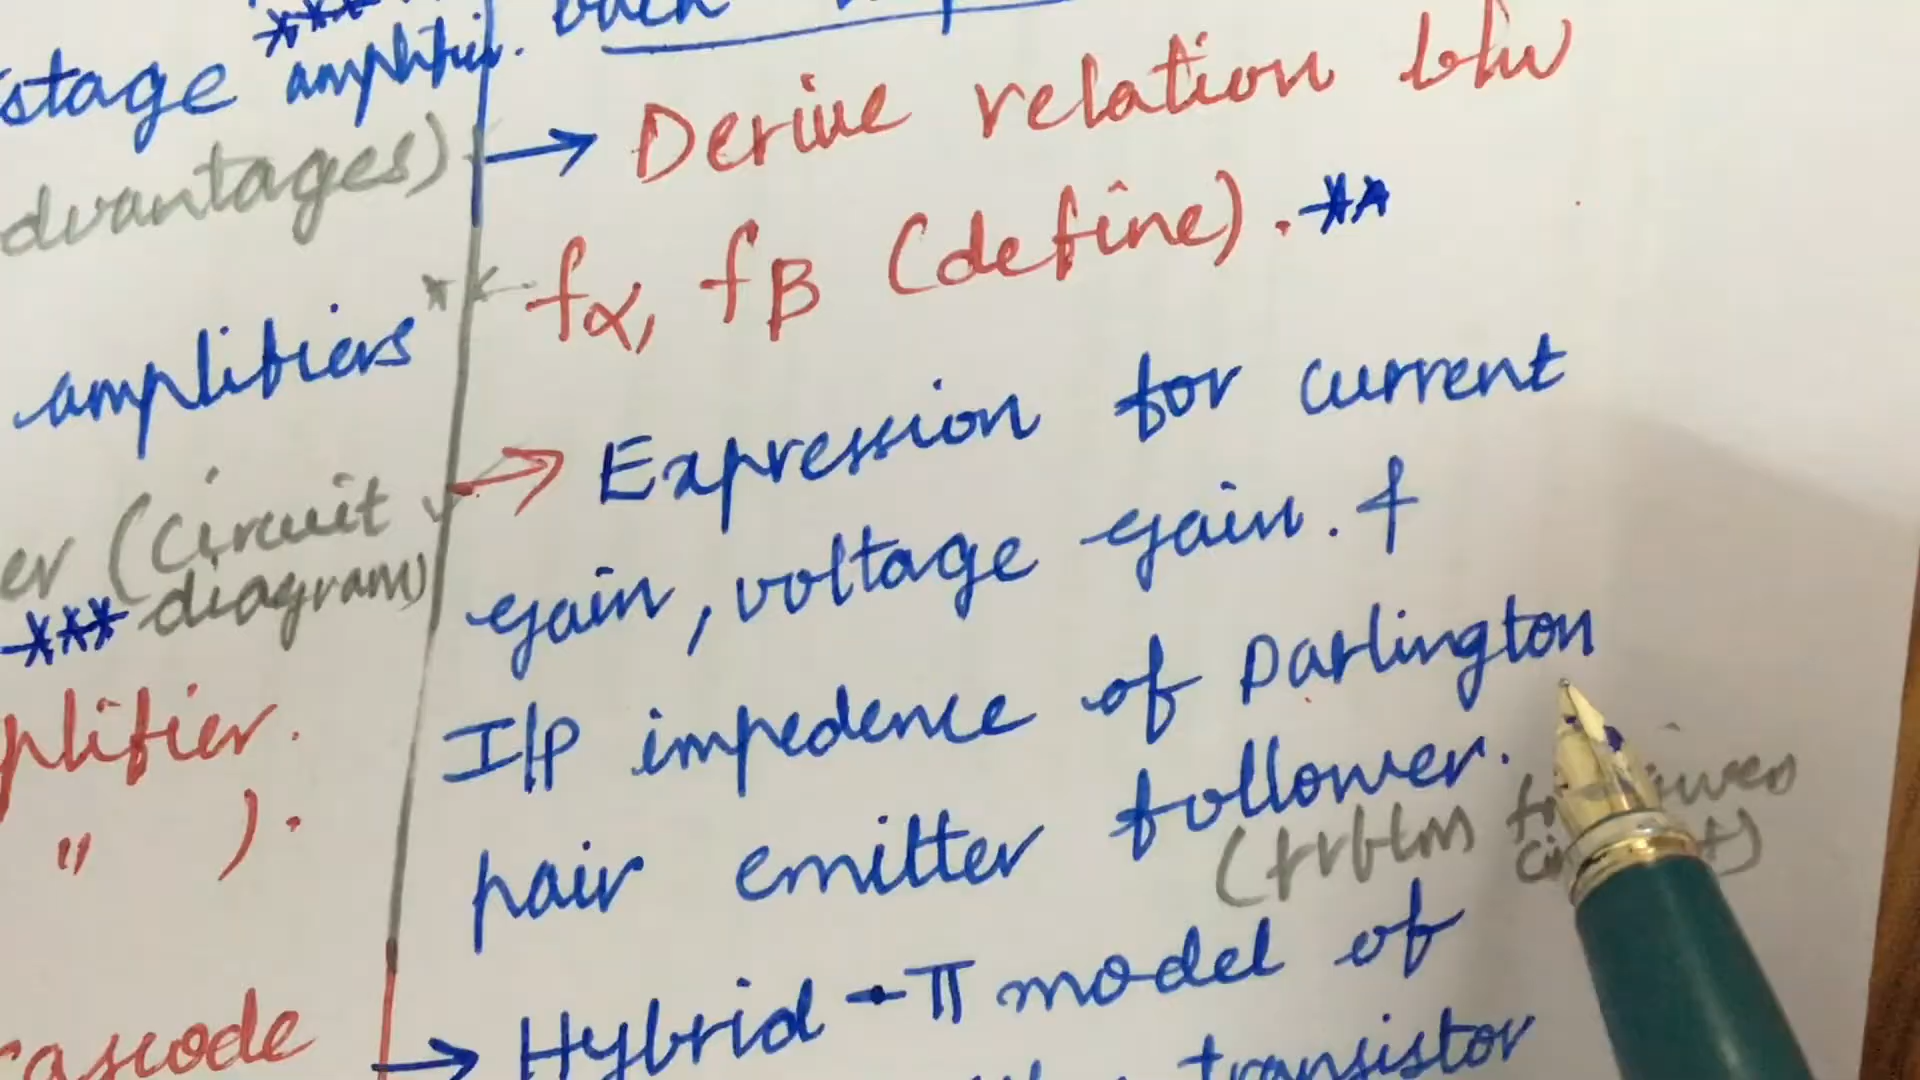 stage amplifier.
dvantages)
amplifiers **
er (circuit
*** diagram)
plifier.
" ).
cascode
→ Derive relation b/w
fα, fβ (define). **
→ Expression for current
gain, voltage gain. &
I/P impedence of Darlington
pair emitter follower.
→ Hybrid - π model of
transistor